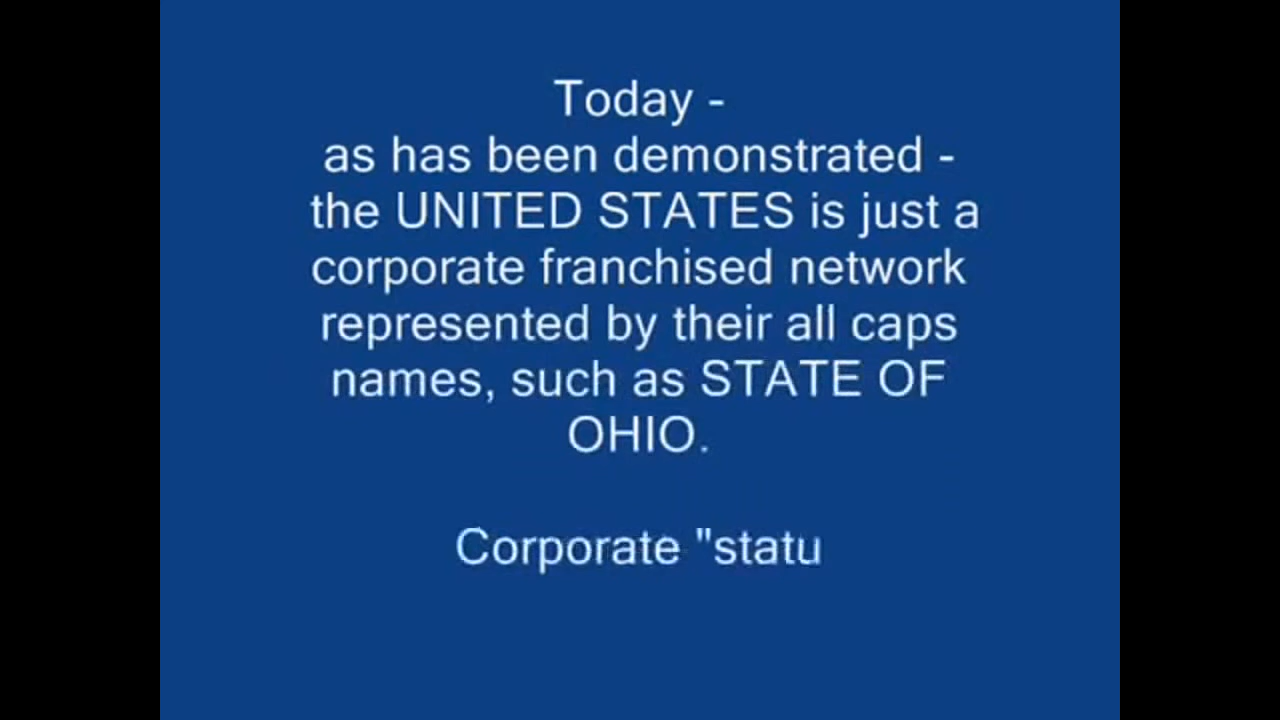 Today -
as has been demonstrated -
the UNITED STATES is just a
corporate franchised network
represented by their all caps
names, such as STATE OF
OHIO.
Corporate "statu